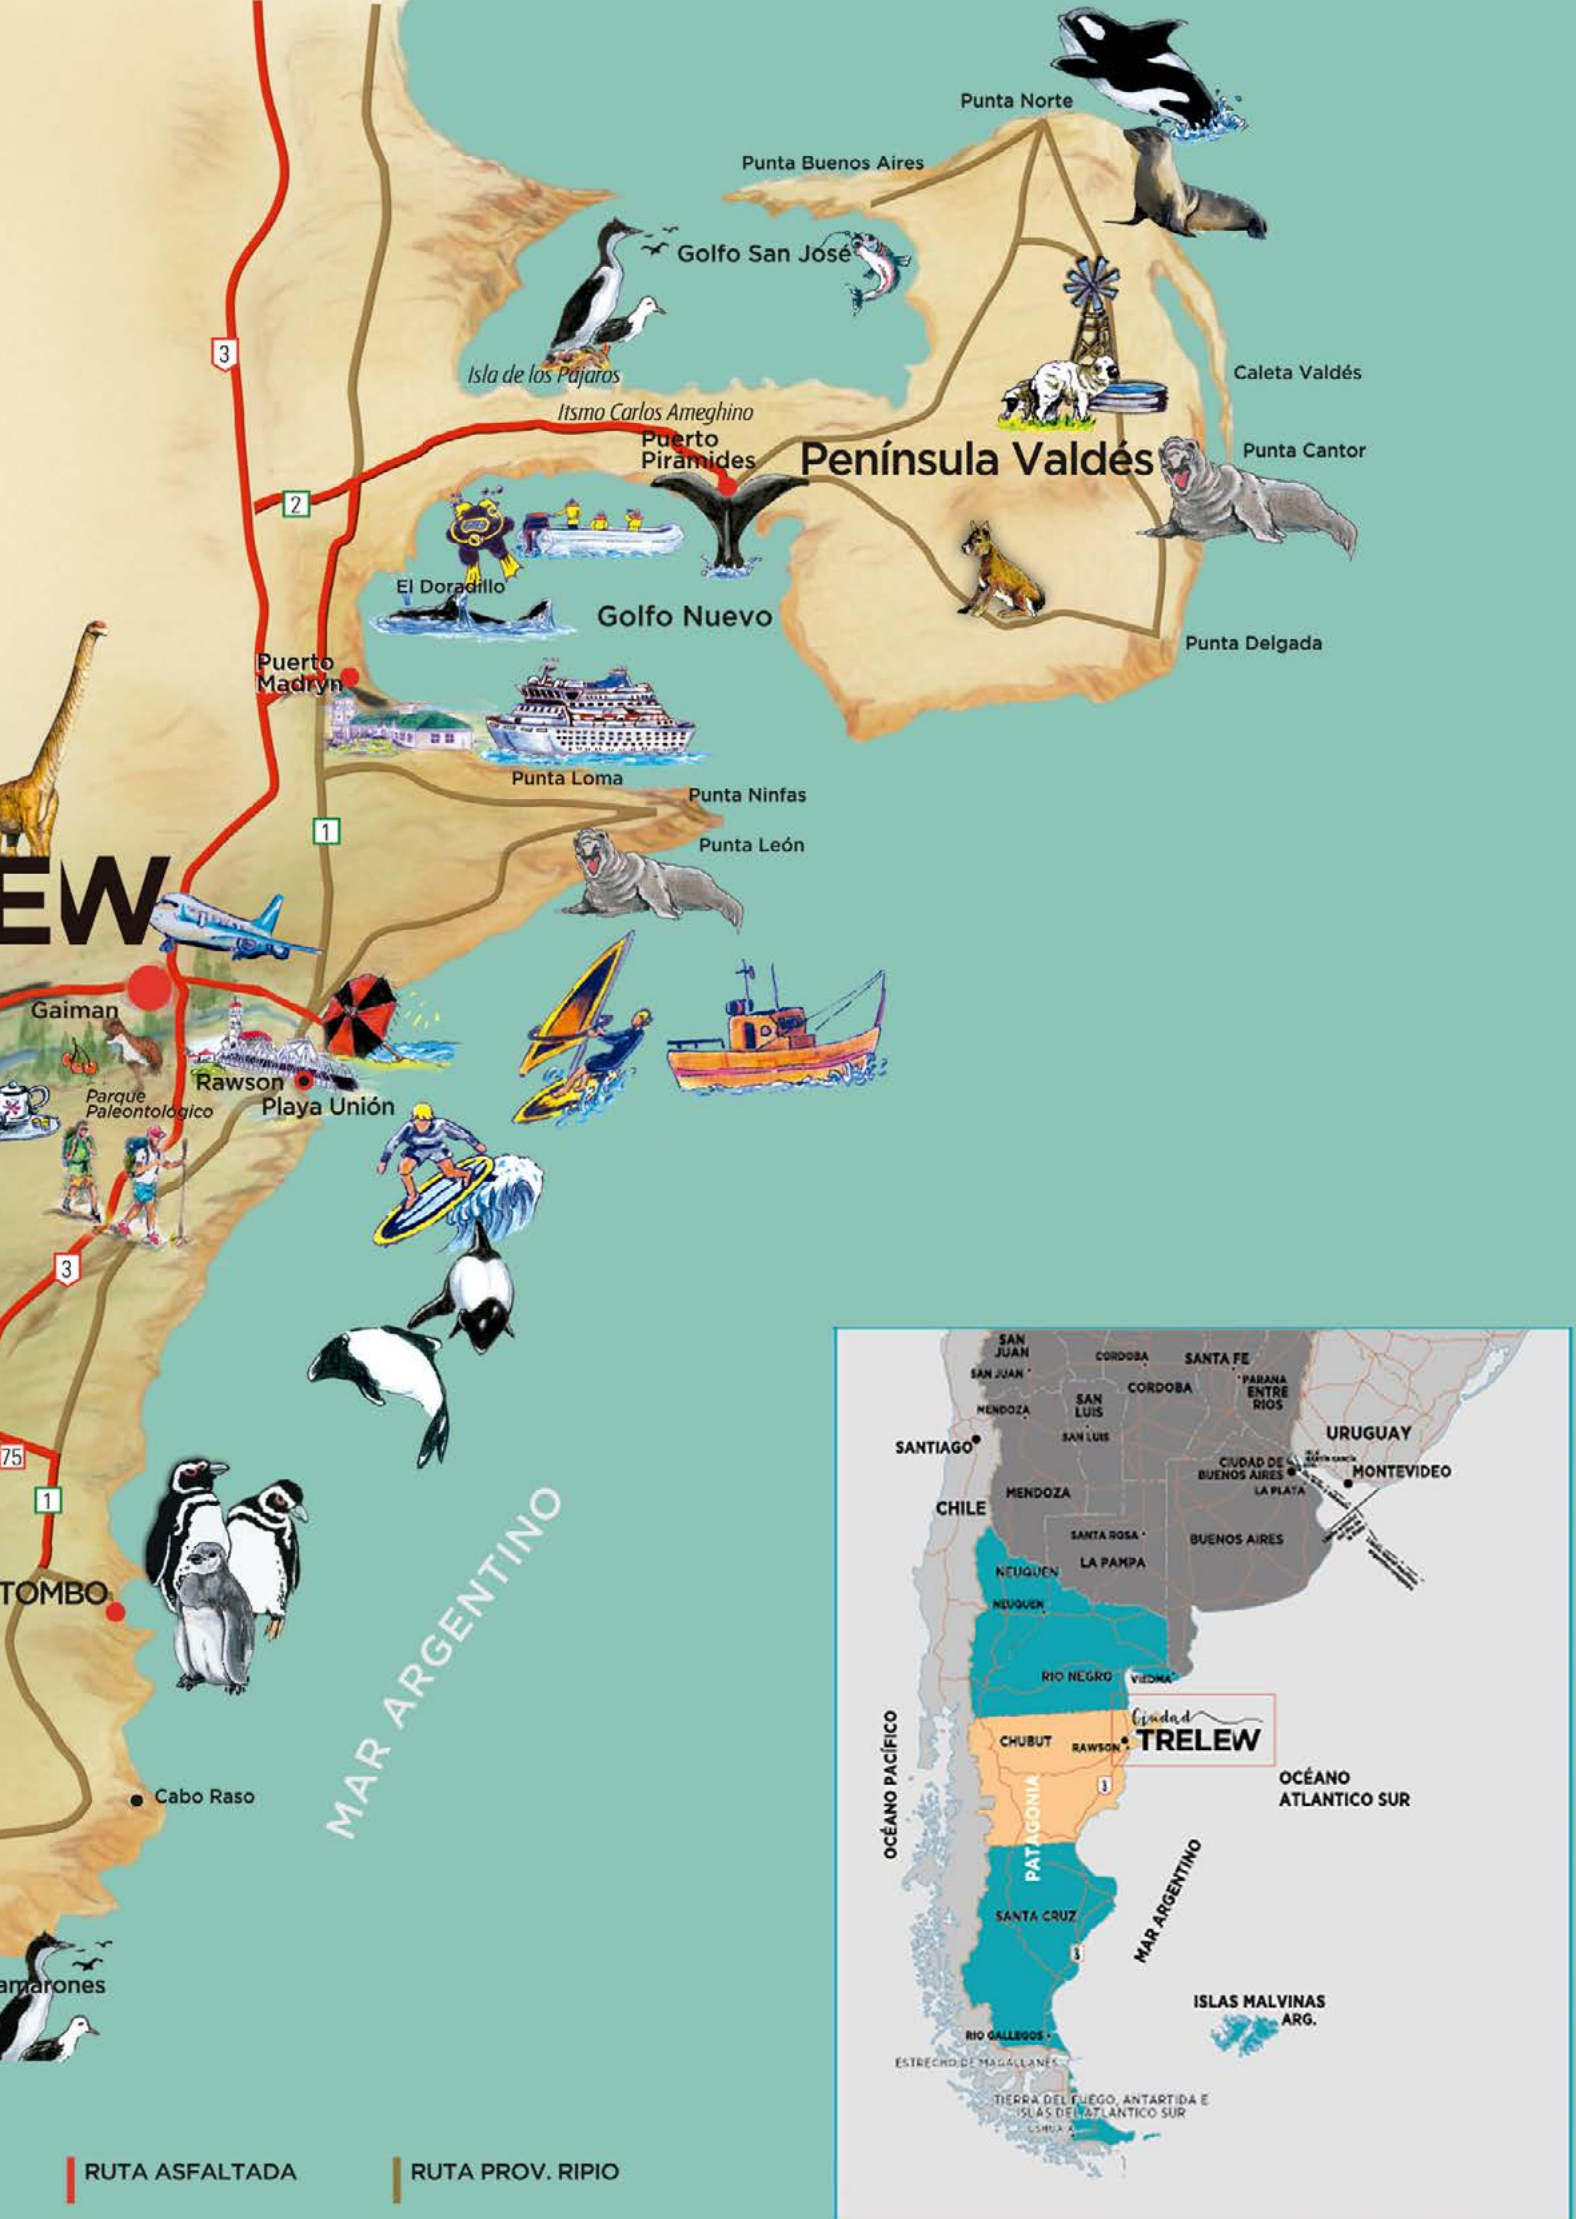 Punta Norte
Punta Buenos Aires
Golfo San José
3
Isla de los Pájaros
Caleta Valdés
Itsmo Carlos Ameghino
Puerto
Pirámides
Península Valdés
Punta Cantor
2
El Doradillo
Golfo Nuevo
Punta Delgada
Puerto
Madryn
Punta Loma
Punta Ninfas
1
Punta León
EW
Gaiman
Rawson
Parque
Paleontológico
Playa Unión
3
75
1
TOMBO
MAR ARGENTINO
Cabo Raso
amarones
RUTA ASFALTADA
RUTA PROV. RIPIO
SAN
JUAN
SAN JUAN
CORDOBA
SANTA FE
CORDOBA
PARANA
ENTRE
RIOS
MENDOZA
SAN
LUIS
SAN LUIS
SANTIAGO
URUGUAY
CIUDAD DE
BUENOS AIRES
MONTEVIDEO
LA PLATA
MENDOZA
CHILE
SANTA ROSA
BUENOS AIRES
LA PAMPA
NEUQUEN
NEUQUEN
RIO NEGRO
VIEDMA
Ciudad
TRELEW
CHUBUT
RAWSON
OCÉANO PACÍFICO
3
PATAGONIA
OCÉANO
ATLANTICO SUR
MAR ARGENTINO
SANTA CRUZ
3
ISLAS MALVINAS
ARG.
RIO GALLEGOS
ESTRECHO DE MAGALLANES
TIERRA DEL FUEGO, ANTARTIDA E
ISLAS DEL ATLANTICO SUR
USHUAIA